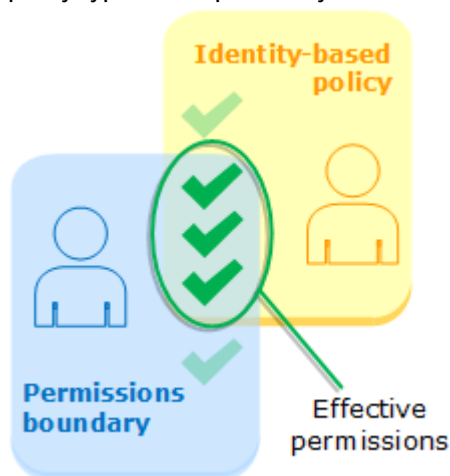 Identity-based
policy
Permissions
boundary
Effective
permissions